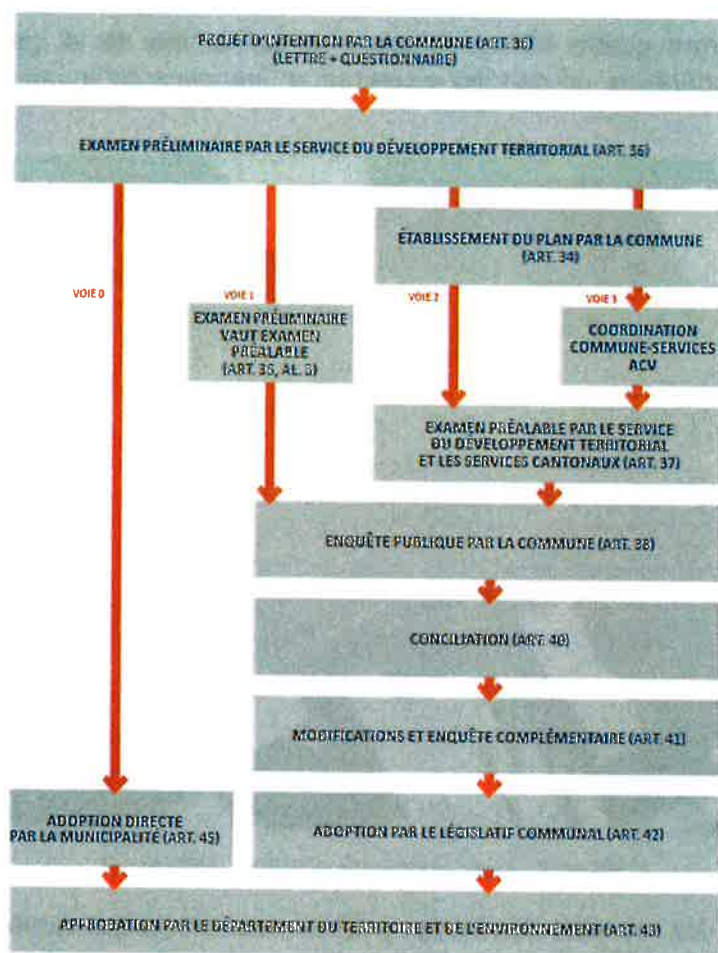 PROJET D'INTENTION PAR LA COMMUNE (ART. 36)
(LETTRE + QUESTIONNAIRE)
EXAMEN PRÉLIMINAIRE PAR LE SERVICE DU DÉVELOPPEMENT TERRITORIAL (ART. 36)
ÉTABLISSEMENT DU PLAN PAR LA COMMUNE
(ART. 34)
VOIE 0
VOIE 1
VOIE 2
VOIE 3
EXAMEN PRÉLIMINAIRE
VAUT EXAMEN
PRÉALABLE
(ART. 36, AL. 3)
COORDINATION
COMMUNE-SERVICES
ACV
EXAMEN PRÉALABLE PAR LE SERVICE
DU DÉVELOPPEMENT TERRITORIAL
ET LES SERVICES CANTONAUX (ART. 37)
ENQUÊTE PUBLIQUE PAR LA COMMUNE (ART. 38)
CONCILIATION (ART. 40)
MODIFICATIONS ET ENQUÊTE COMPLÉMENTAIRE (ART. 41)
ADOPTION DIRECTE
PAR LA MUNICIPALITÉ (ART. 45)
ADOPTION PAR LE LÉGISLATIF COMMUNAL (ART. 42)
APPROBATION PAR LE DÉPARTEMENT DU TERRITOIRE ET DE L'ENVIRONNEMENT (ART. 43)